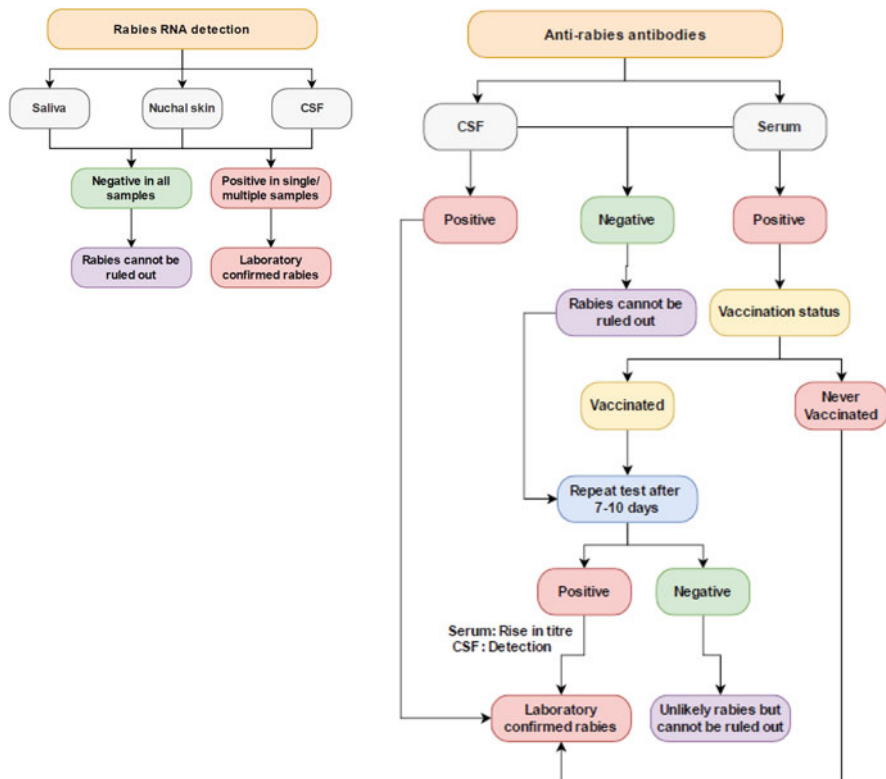 Rabies RNA detection
Saliva
Nuchal skin
CSF
Negative in all
samples
Positive in single/
multiple samples
Rabies cannot be
ruled out
Laboratory
confirmed rabies
Anti-rabies antibodies
CSF
Serum
Positive
Negative
Positive
Rabies cannot be
ruled out
Vaccination status
Vaccinated
Never
Vaccinated
Repeat test after
7-10 days
Positive
Negative
Serum: Rise in titre
CSF : Detection
Laboratory
confirmed rabies
Unlikely rabies but
cannot be ruled out